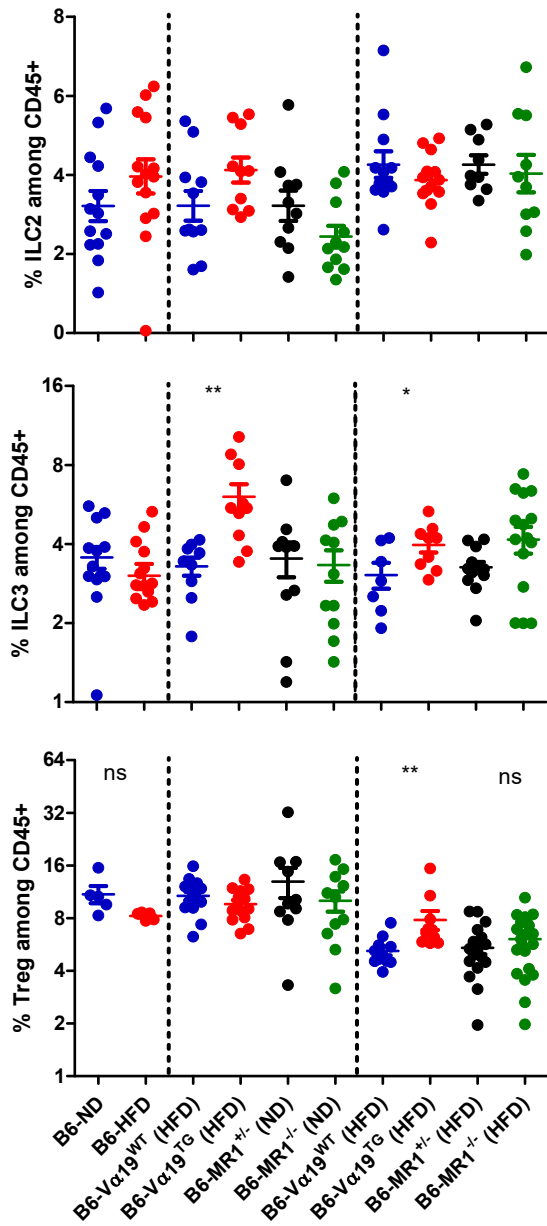 8
6
4
2
0
% ILC2 among CD45+
16
8
4
2
1
% ILC3 among CD45+
**
*
64
32
16
8
4
2
1
% Treg among CD45+
ns
**
ns
B6-ND
B6-HFD
B6-Vα19WT (HFD)
B6-Vα19TG (HFD)
B6-MR1+/- (ND)
B6-MR1-/- (ND)
B6-Vα19WT (HFD)
B6-Vα19TG (HFD)
B6-MR1+/- (HFD)
B6-MR1-/- (HFD)